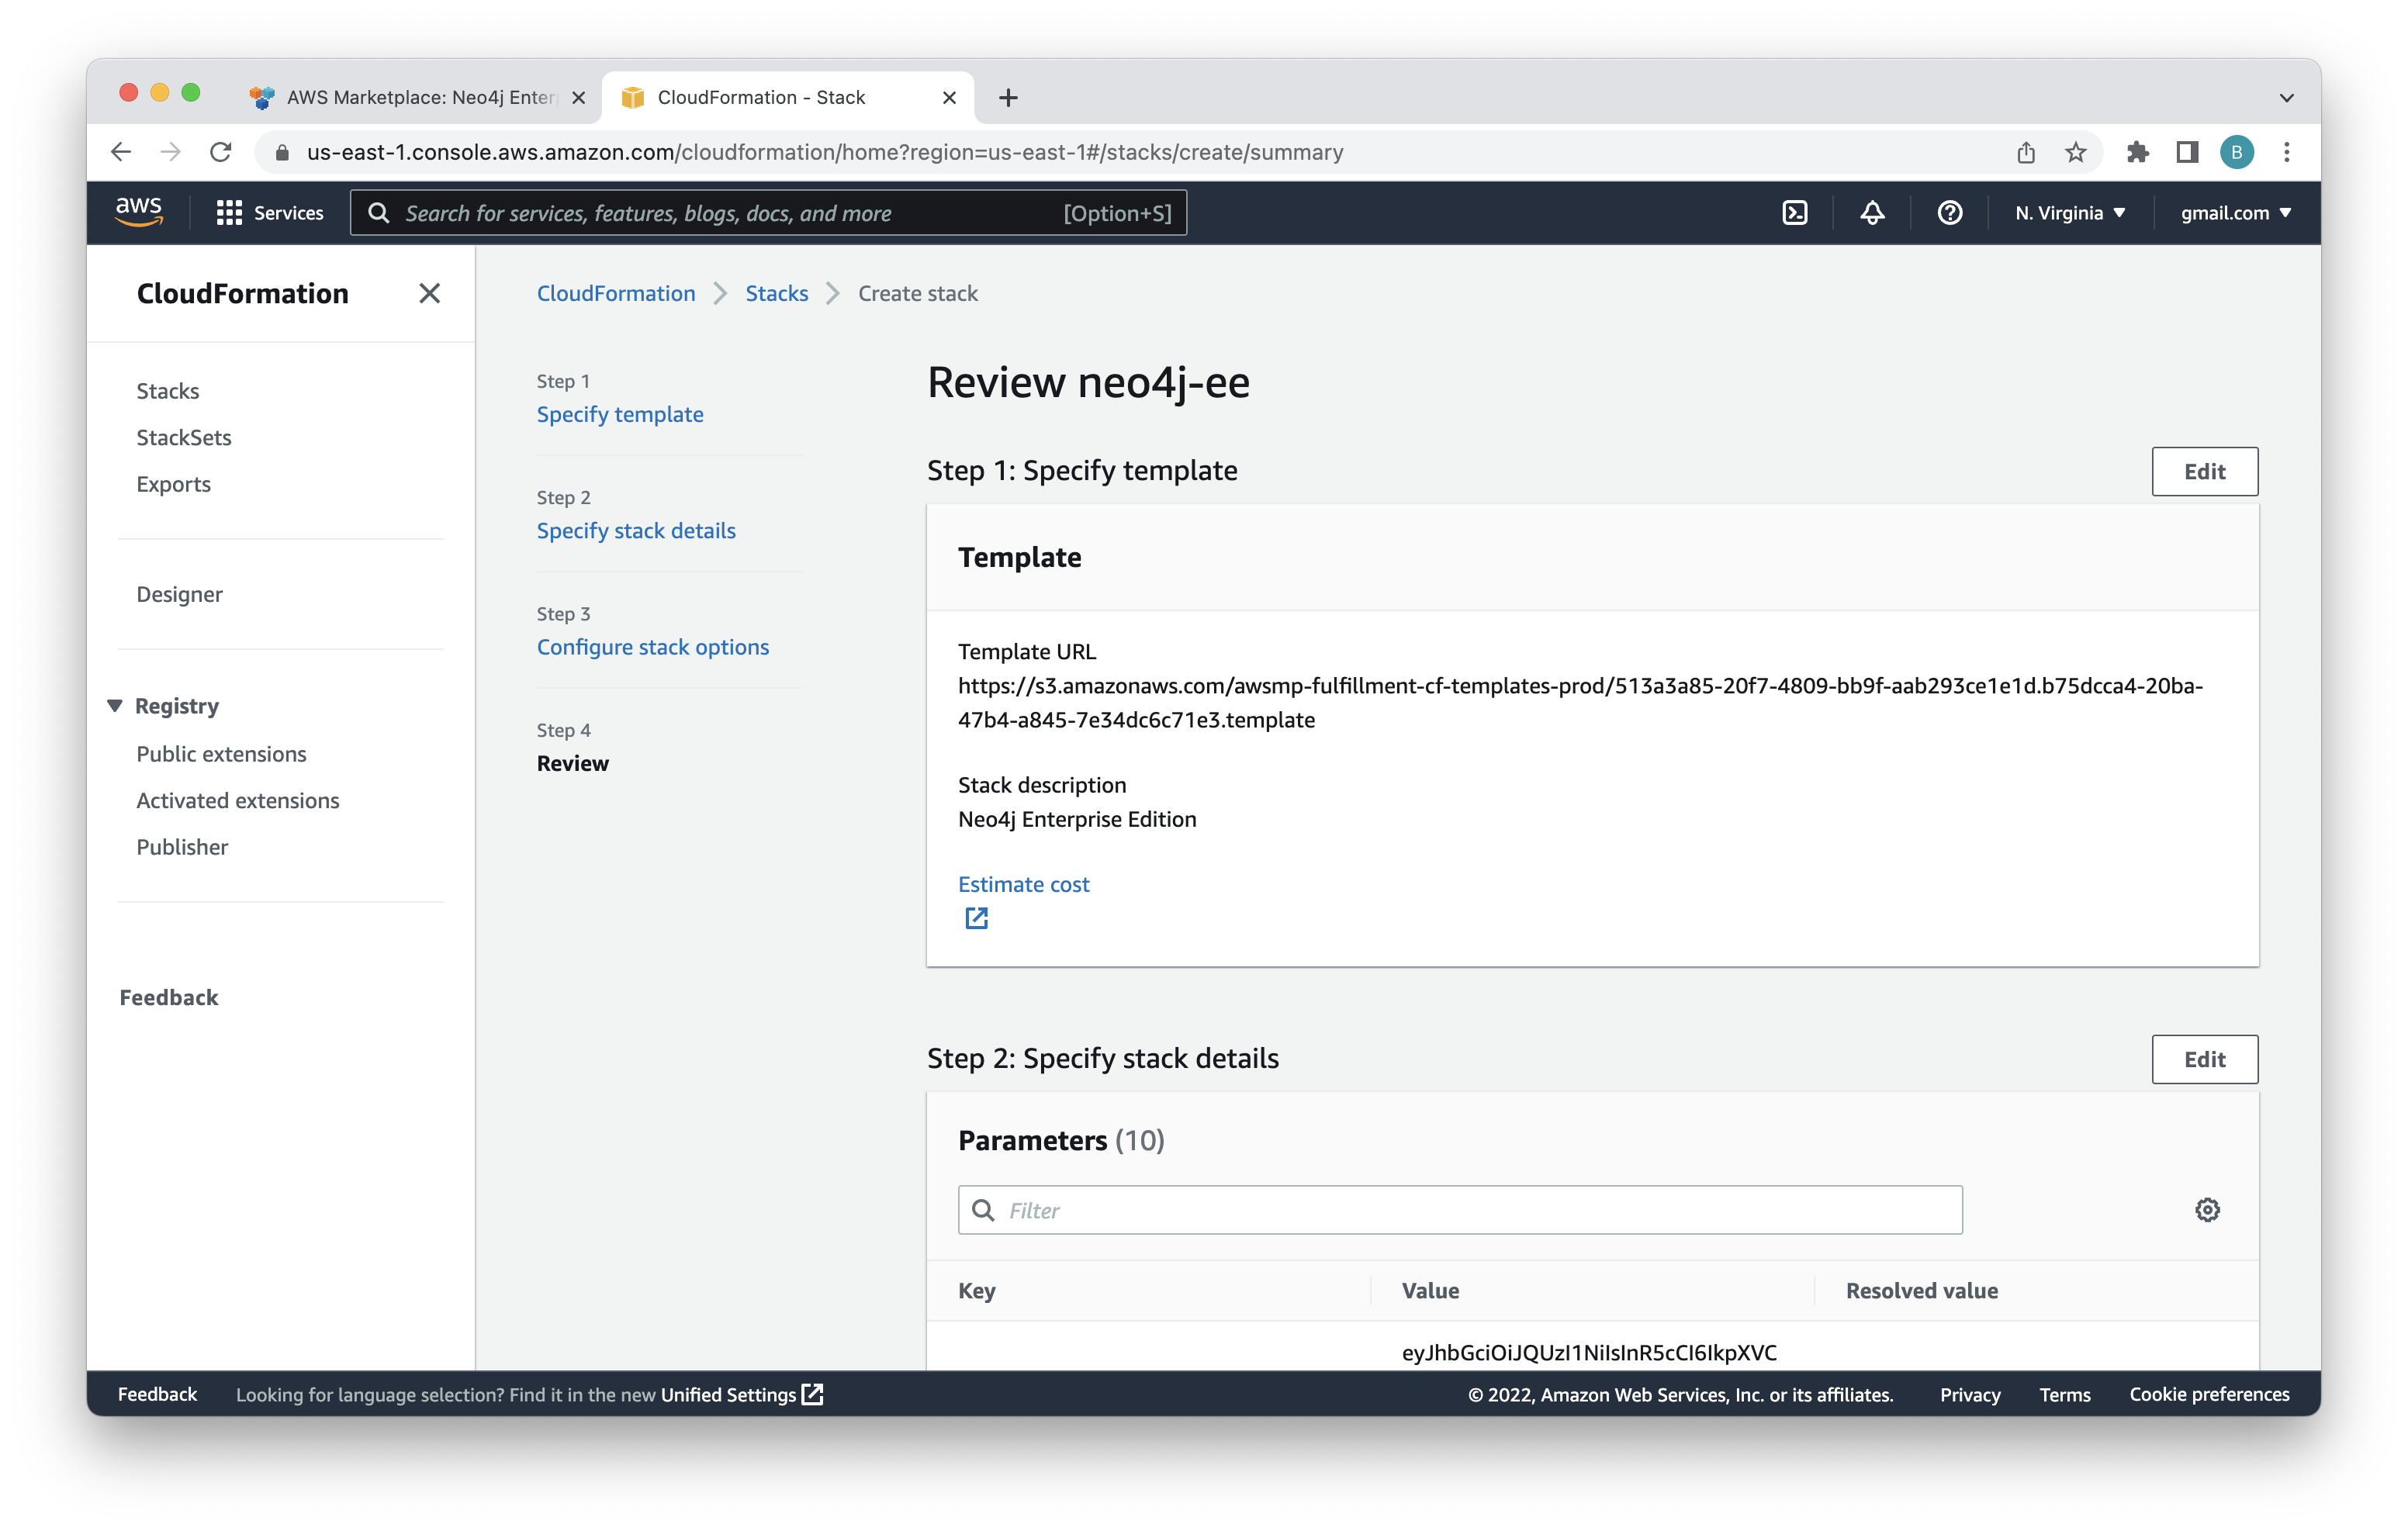 AWS Marketplace: Neo4j Enter
CloudFormation - Stack
us-east-1.console.aws.amazon.com/cloudformation/home?region=us-east-1#/stacks/create/summary
B
aws
Services
Search for services, features, blogs, docs, and more
[Option+S]
N. Virginia
gmail.com
CloudFormation
Stacks
StackSets
Exports
Designer
Registry
Public extensions
Activated extensions
Publisher
Feedback
CloudFormation
Stacks
Create stack
Step 1
Specify template
Step 2
Specify stack details
Step 3
Configure stack options
Step 4
Review
Review neo4j-ee
Step 1: Specify template
Edit
Template
Template URL
https://s3.amazonaws.com/awsmp-fulfillment-cf-templates-prod/513a3a85-20f7-4809-bb9f-aab293ce1e1d.b75dcca4-20ba-
47b4-a845-7e34dc6c71e3.template
Stack description
Neo4j Enterprise Edition
Estimate cost
Step 2: Specify stack details
Edit
Parameters (10)
Filter
Key
Value
Resolved value
eyJhbGciOiJQUzI1NiIsInR5cCI6IkpXVC
Feedback
Looking for language selection? Find it in the new Unified Settings
© 2022, Amazon Web Services, Inc. or its affiliates.
Privacy
Terms
Cookie preferences